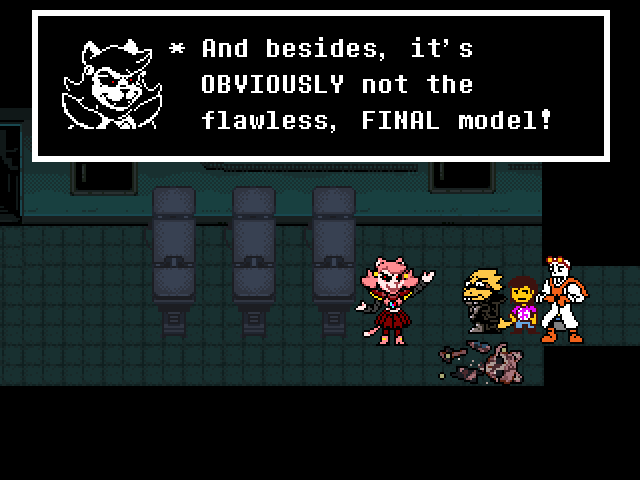 * And besides, it's
OBVIOUSLY not the
flawless, FINAL model!